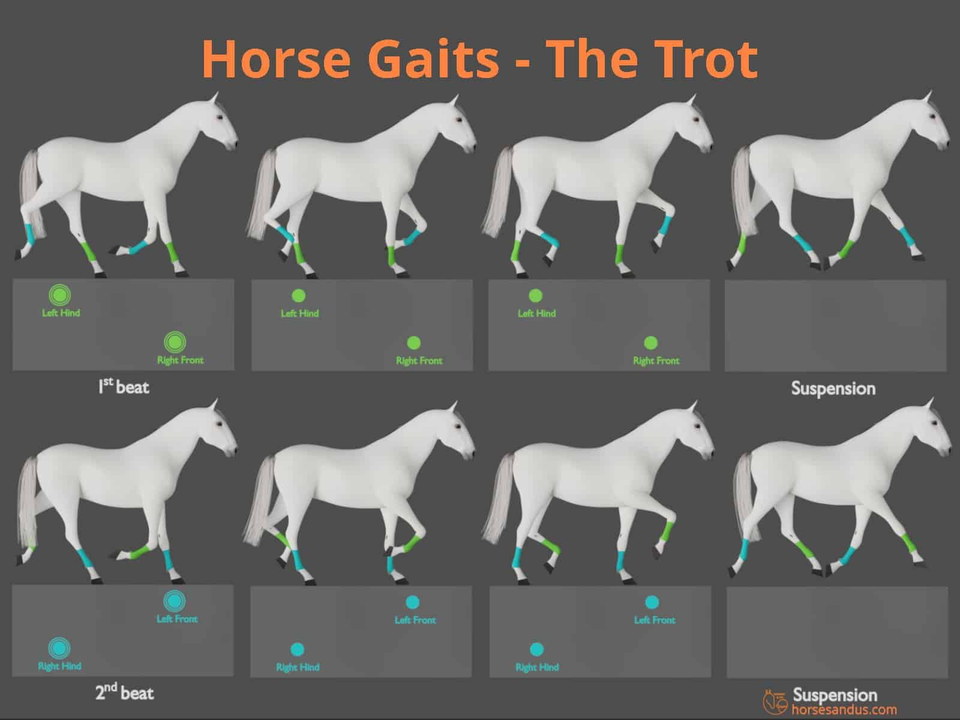 Horse Gaits - The Trot
Left Hind
Right Front
Left Hind
Right Front
Left Hind
Right Front
1st beat
Suspension
Left Front
Right Hind
Left Front
Right Hind
Left Front
Right Hind
2nd beat
Suspension
horsesandus.com